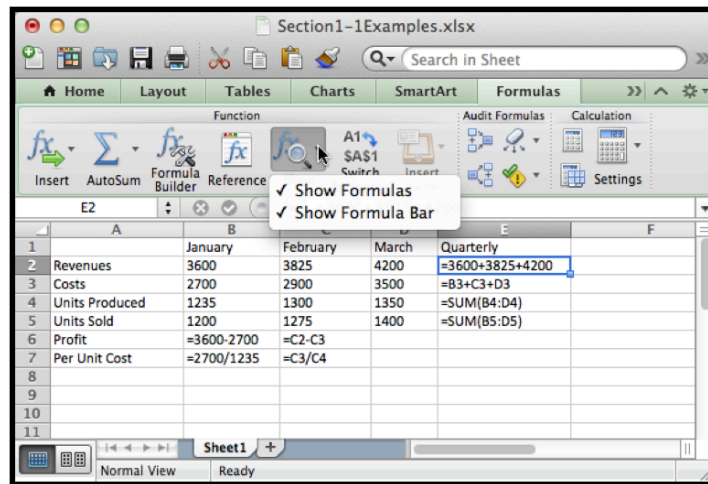 Section1-1Examples.xlsx
Search in Sheet
Home Layout Tables Charts SmartArt Formulas
Function Audit Formulas Calculation
A1
$A$1
Insert AutoSum Formula Builder Reference Switch Insert Settings
✓ Show Formulas
✓ Show Formula Bar
E2
A B E F
1 January February March Quarterly
2 Revenues 3600 3825 4200 =3600+3825+4200
3 Costs 2700 2900 3500 =B3+C3+D3
4 Units Produced 1235 1300 1350 =SUM(B4:D4)
5 Units Sold 1200 1275 1400 =SUM(B5:D5)
6 Profit =3600-2700 =C2-C3
7 Per Unit Cost =2700/1235 =C3/C4
8
9
10
11
Sheet1
Normal View Ready